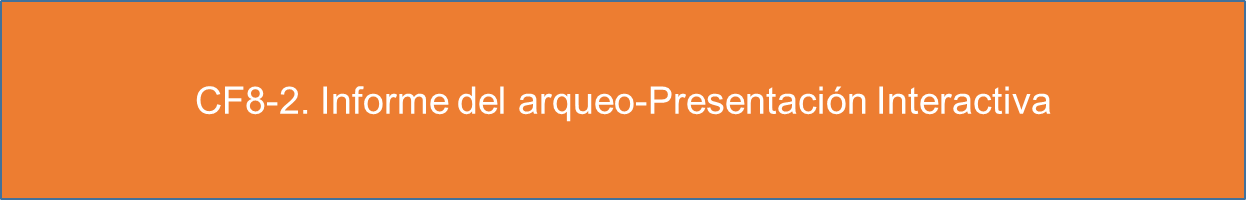 CF8-2. Informe del arqueo-Presentación Interactiva